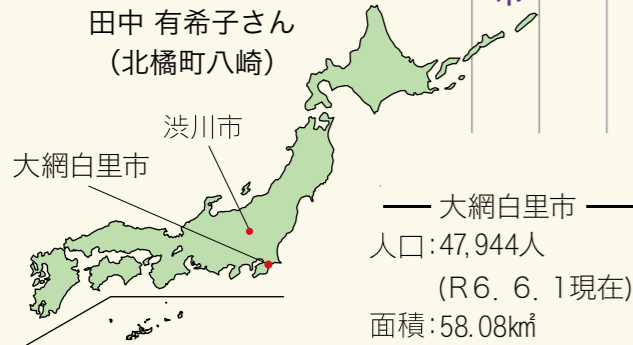 市
田中 有希子さん
（北橘町八崎）
渋川市
大網白里市
大網白里市
人口：47,944人
（Ｒ６．６．１現在）
面積：58.08㎢